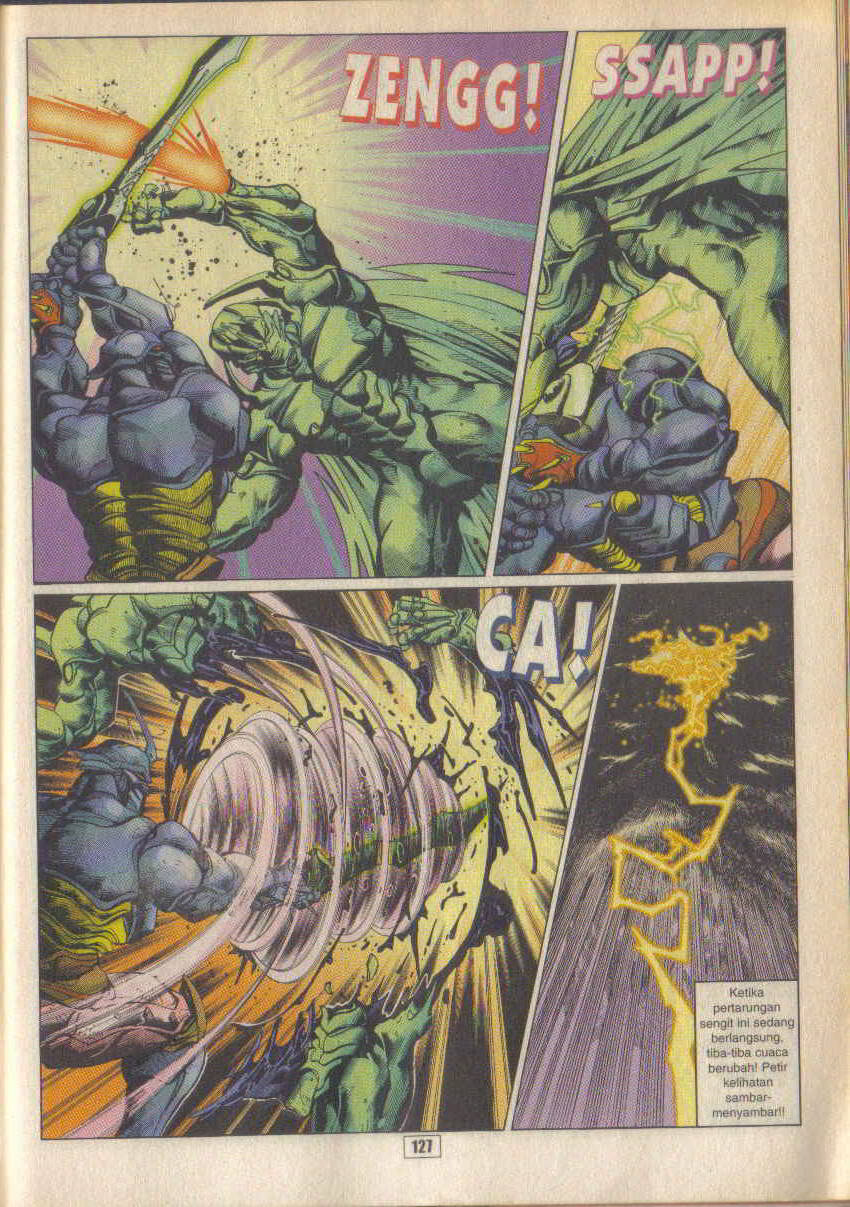 ZENGG!
SSAPP!
CA!
Ketika
pertarungan
sengit ini sedang
berlangsung,
tiba-tiba cuaca
berubah! Petir
kelihatan
sambar-
menyambar!!
127